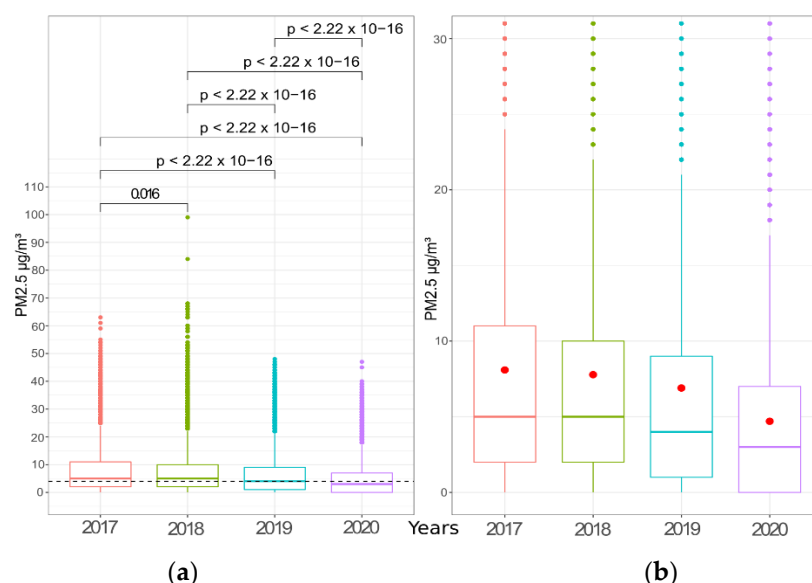 p < 2.22 x 10−16
p < 2.22 x 10−16
p < 2.22 x 10−16
p < 2.22 x 10−16
p < 2.22 x 10−16
0.016
PM2.5 µg/m³
110
100
90
80
70
60
50
40
30
20
10
0
2017 2018 2019 2020
(a)
PM2.5 µg/m³
30
20
10
0
Years 2017 2018 2019 2020
(b)